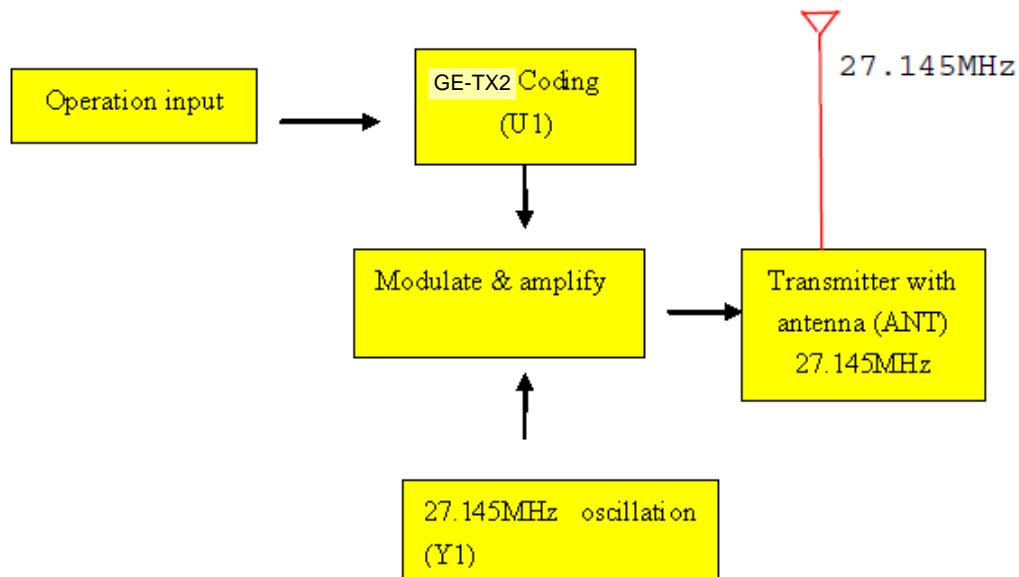 27.145MHz
Operation input
GE-TX2 Coding
(U1)
Modulate & amplify
Transmitter with
antenna (ANT)
27.145MHz
27.145MHz oscillation
(Y1)